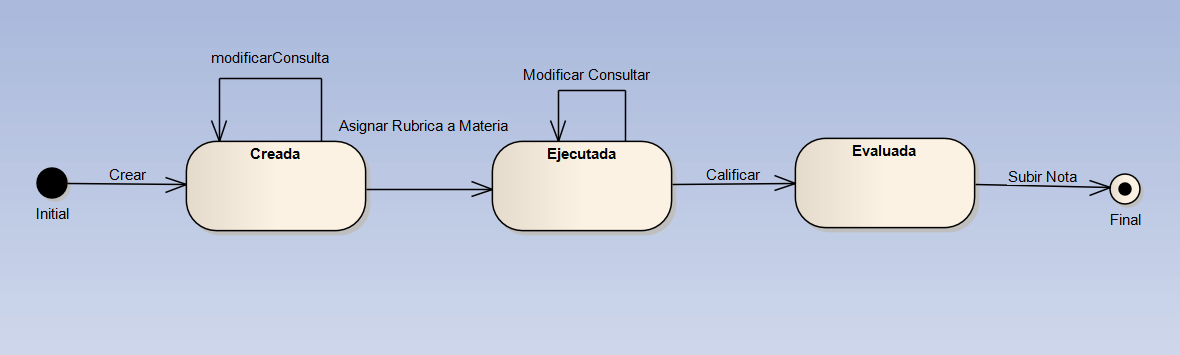 modificarConsulta
Modificar Consultar
Asignar Rubrica a Materia
Creada
Ejecutada
Evaluada
Crear
Calificar
Subir Nota
Initial
Final